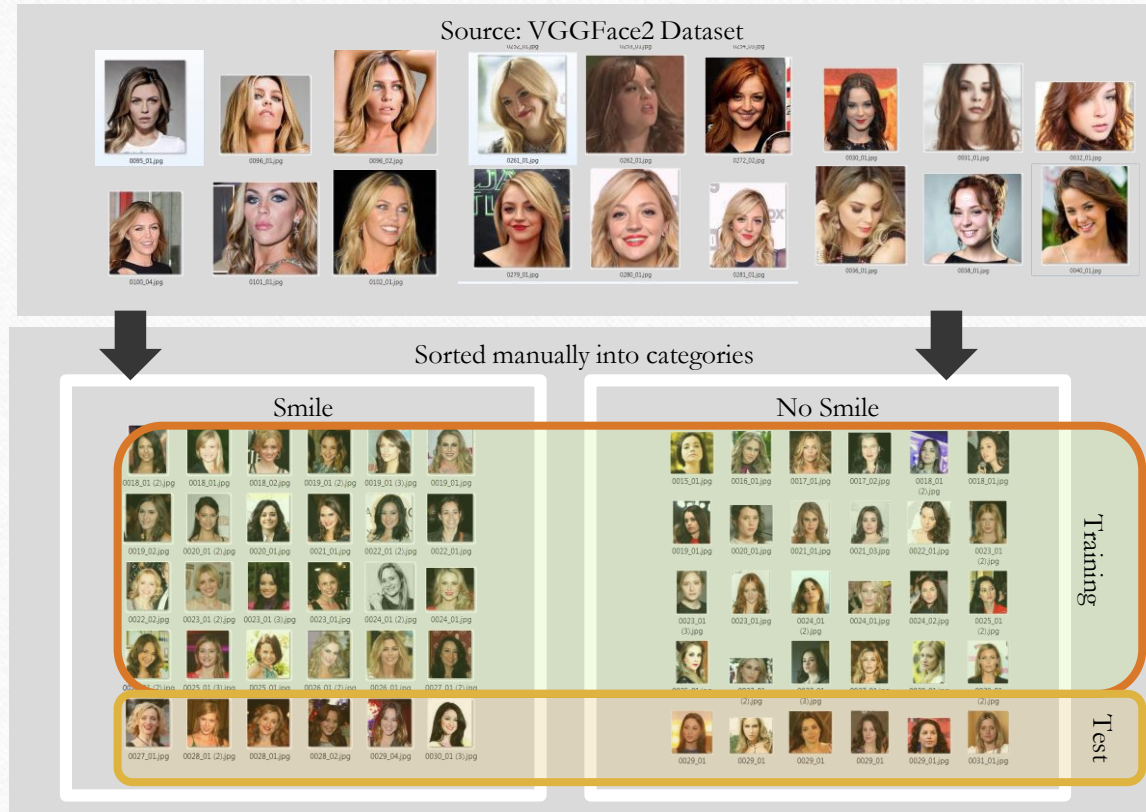 Source: VGGFace2 Dataset
0095_01.jpg 0096_01.jpg 0096_02.jpg 0261_01.jpg 0262_01.jpg 0272_02.jpg 0030_01.jpg 0031_01.jpg 0032_01.jpg
0100_04.jpg 0101_01.jpg 0102_01.jpg 0279_01.jpg 0280_01.jpg 0281_01.jpg 0036_01.jpg 0038_01.jpg 0040_01.jpg
Sorted manually into categories
Smile
0018_01 (2).jpg 0018_01.jpg 0018_02.jpg 0019_01 (2).jpg 0019_01 (3).jpg 0019_01.jpg
0019_02.jpg 0020_01 (2).jpg 0020_01.jpg 0021_01.jpg 0022_01 (2).jpg 0022_01.jpg
0022_02.jpg 0023_01 (2).jpg 0023_01 (3).jpg 0023_01.jpg 0024_01 (2).jpg 0024_01.jpg
0025_01 (3).jpg 0025_01.jpg 0026_01 (2).jpg 0026_01.jpg 0027_01 (2).jpg
0027_01.jpg 0028_01 (2).jpg 0028_01.jpg 0028_02.jpg 0029_04.jpg 0030_01 (3).jpg
No Smile
0015_01.jpg 0016_01.jpg 0017_01.jpg 0017_02.jpg 0018_01 0018_01.jpg
(2).jpg
0019_01.jpg 0020_01.jpg 0021_01.jpg 0021_03.jpg 0022_01.jpg 0023_01
(2).jpg
0023_01 0023_01.jpg 0024_01 0024_01.jpg 0024_02.jpg 0025_01
(3).jpg (2).jpg (2).jpg
(2).jpg (3).jpg (2).jpg
0029_01 0029_01 0029_01 0029_01 0029_01.jpg 0031_01.jpg
Training
Test